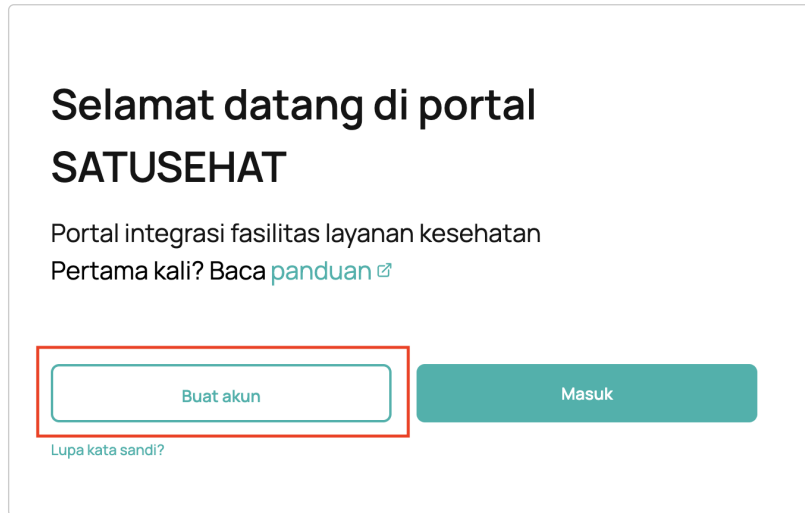 Selamat datang di portal
SATUSEHAT
Portal integrasi fasilitas layanan kesehatan
Pertama kali? Baca panduan
Buat akun
Masuk
Lupa kata sandi?